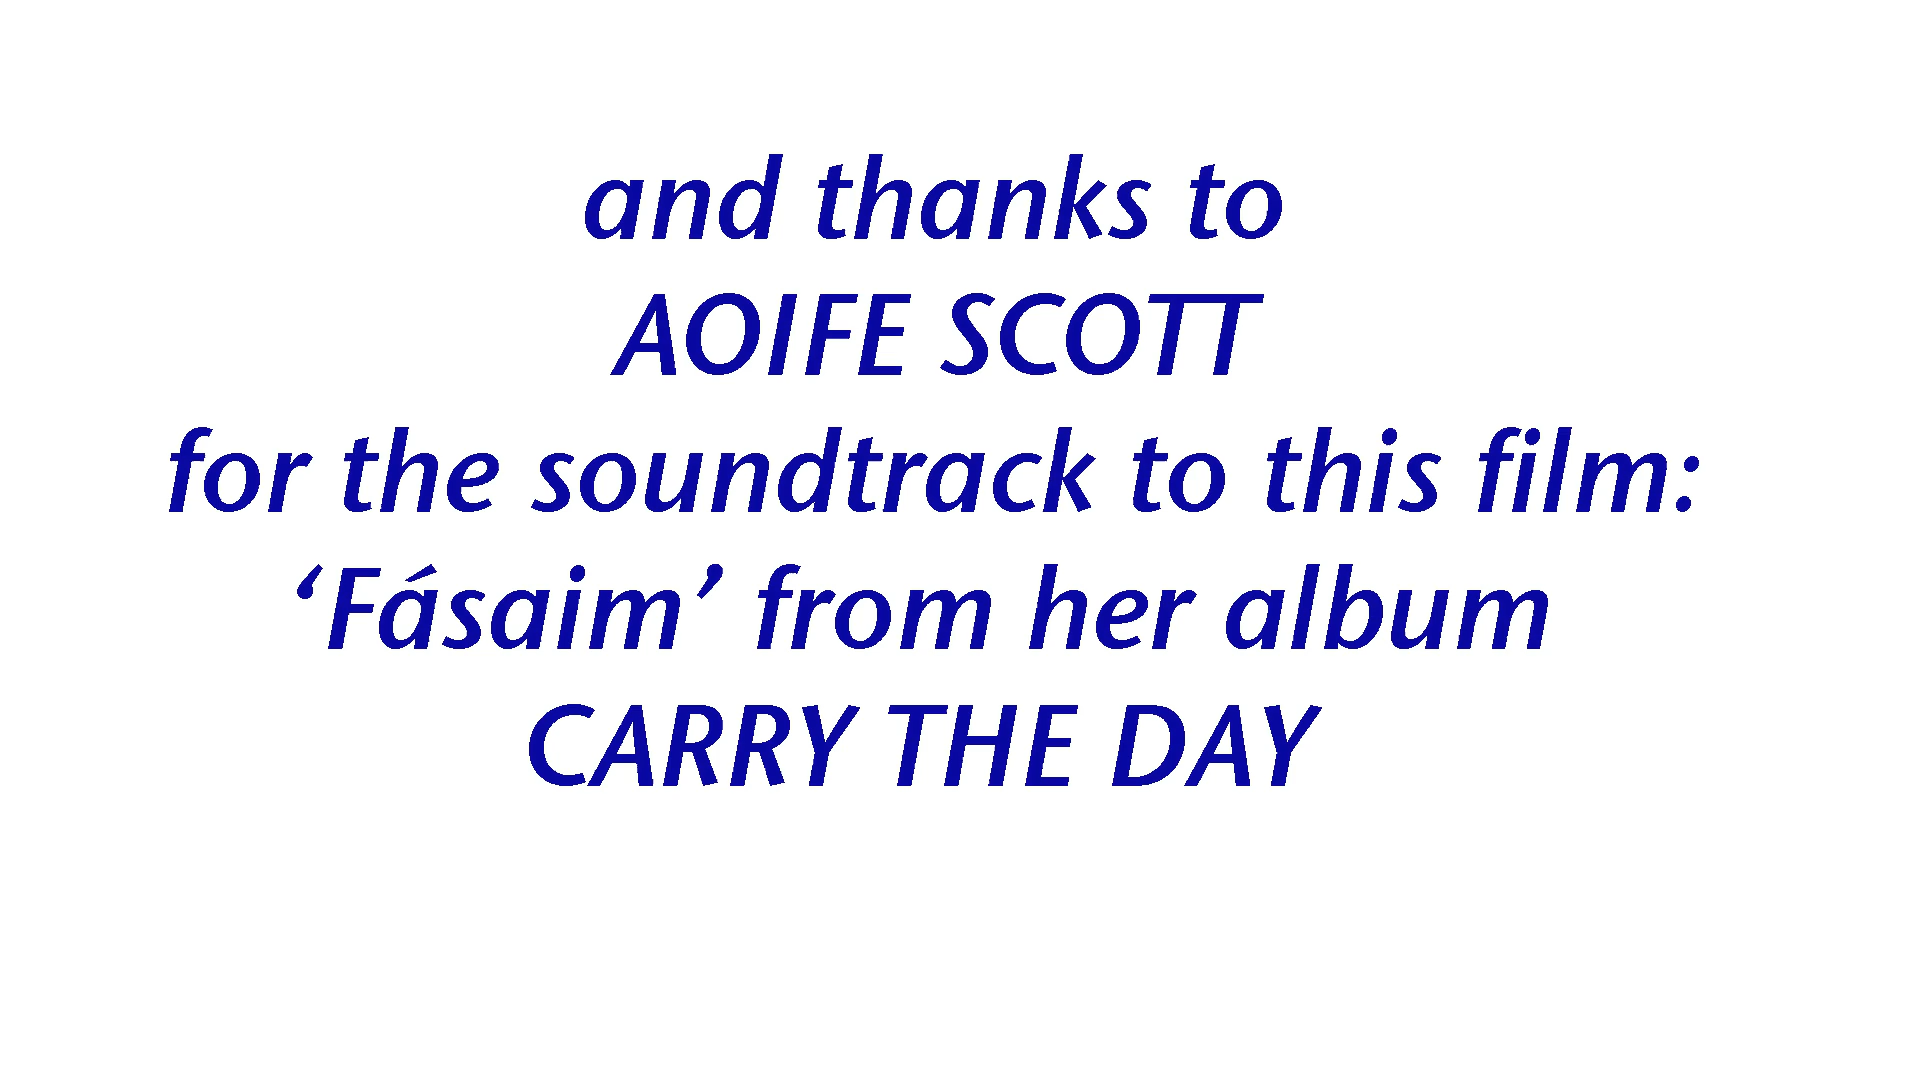 and thanks to
AOIFE SCOTT
for the soundtrack to this film:
‘Fásaim’ from her album
CARRY THE DAY